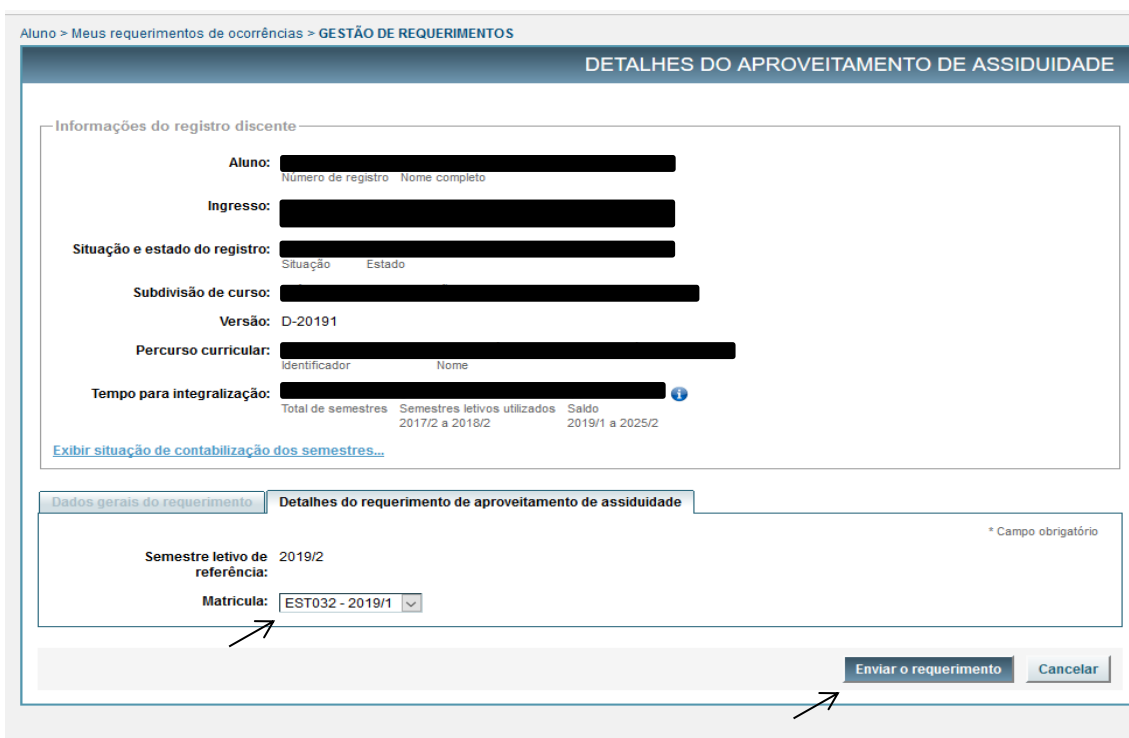 Aluno > Meus requerimentos de ocorrências > GESTÃO DE REQUERIMENTOS
DETALHES DO APROVEITAMENTO DE ASSIDUIDADE
Informações do registro discente
Aluno:
Número de registro Nome completo
Ingresso:
Situação e estado do registro:
Situação Estado
Subdivisão de curso:
Versão: D-20191
Percurso curricular:
Identificador Nome
Tempo para integralização:
Total de semestres Semestres letivos utilizados Saldo
2017/2 a 2018/2 2019/1 a 2025/2
Exibir situação de contabilização dos semestres...
Dados gerais do requerimento Detalhes do requerimento de aproveitamento de assiduidade
* Campo obrigatório
Semestre letivo de 2019/2
referência:
Matricula: EST032 - 2019/1
Enviar o requerimento Cancelar